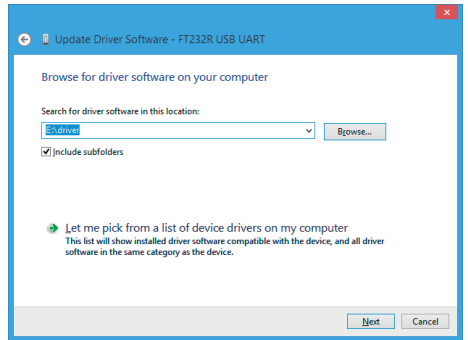 Update Driver Software - FT232R USB UART
Browse for driver software on your computer
Search for driver software in this location:
E:\driver
Browse...
Include subfolders
Let me pick from a list of device drivers on my computer
This list will show installed driver software compatible with the device, and all driver
software in the same category as the device.
Next
Cancel